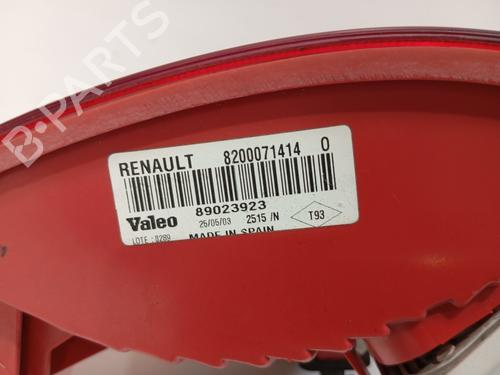 RENAULT 8200071414 0
89023923
Valeo 26/05/03 2515 /N T93
LOTE : 8289 MADE IN SPAIN
B-PARTS